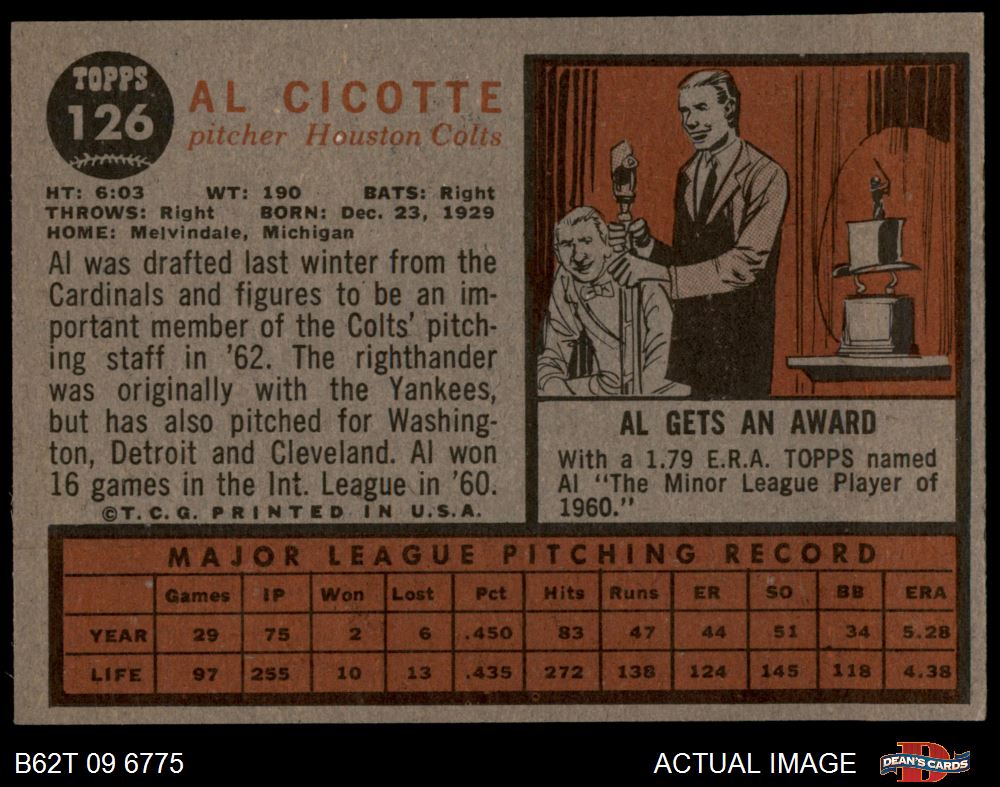 TOPPS
126
AL CICOTTE
pitcher Houston Colts
HT: 6:03 WT: 190 BATS: Right
THROWS: Right BORN: Dec. 23, 1929
HOME: Melvindale, Michigan
Al was drafted last winter from the
Cardinals and figures to be an im-
portant member of the Colts' pitch-
ing staff in '62. The righthander
was originally with the Yankees,
but has also pitched for Washing-
ton, Detroit and Cleveland. Al won
16 games in the Int. League in '60.
©T.C.G. PRINTED IN U.S.A.
AL GETS AN AWARD
With a 1.79 E.R.A. TOPPS named
Al "The Minor League Player of
1960."
MAJOR LEAGUE PITCHING RECORD
Games IP Won Lost Pct Hits Runs ER SO BB ERA
YEAR 29 75 2 6 .450 83 47 44 51 34 5.28
LIFE 97 255 10 13 .435 272 138 124 145 118 4.38
B62T 09 6775
ACTUAL IMAGE
D
DEAN'S CARDS